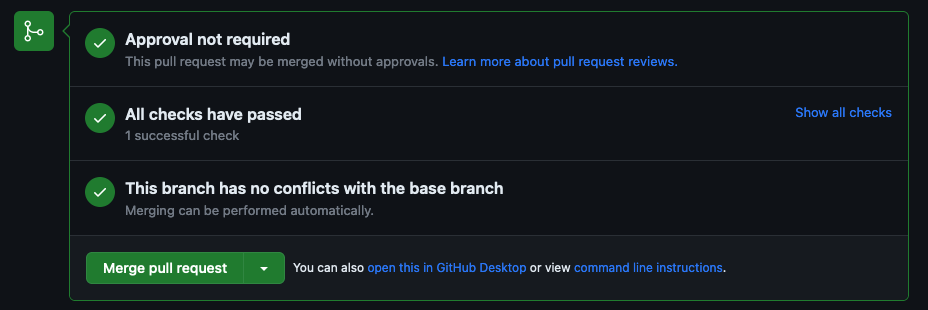 Approval not required
This pull request may be merged without approvals. Learn more about pull request reviews.
All checks have passed
Show all checks
1 successful check
This branch has no conflicts with the base branch
Merging can be performed automatically.
Merge pull request
You can also open this in GitHub Desktop or view command line instructions.